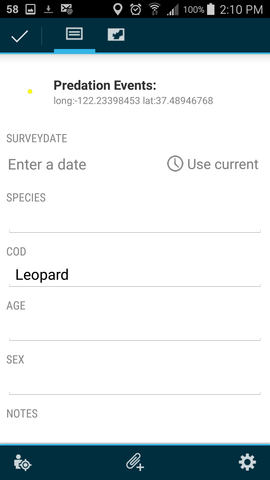 58 100% 2:10 PM
Predation Events:
long:-122.23398453 lat:37.48946768
SURVEYDATE
Enter a date Use current
SPECIES
COD
Leopard
AGE
SEX
NOTES